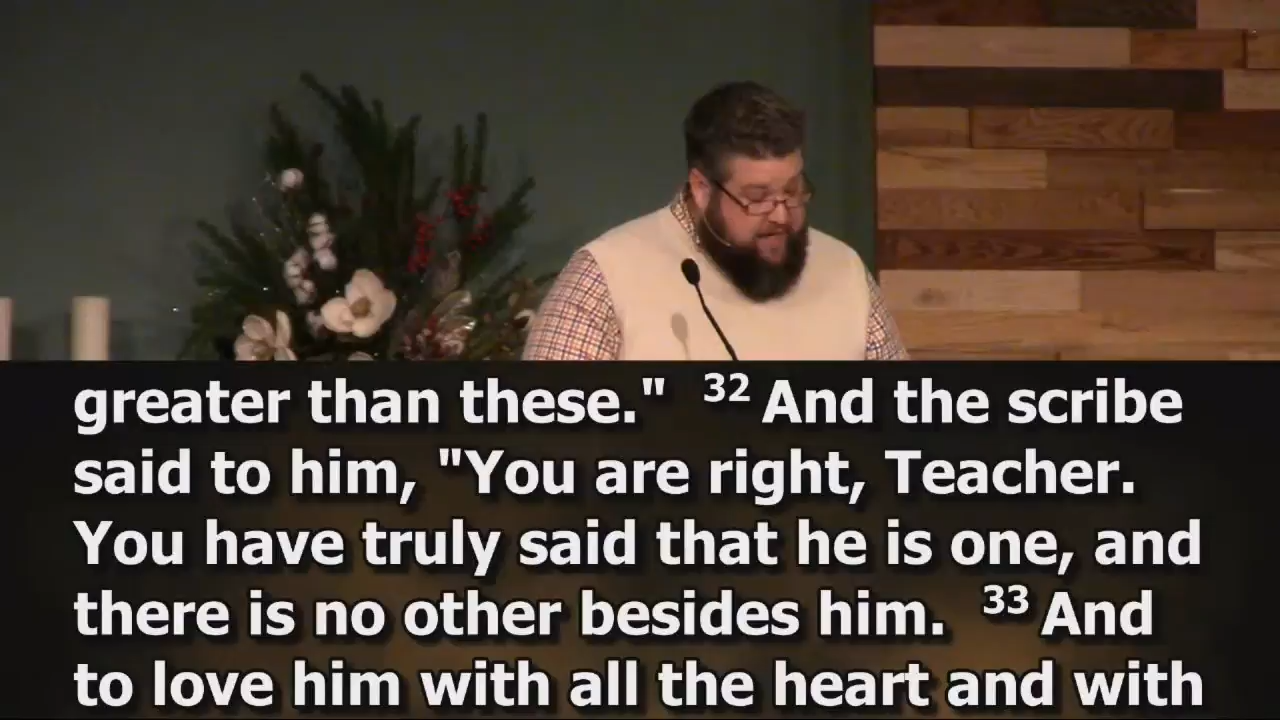 greater than these." 32 And the scribe
said to him, "You are right, Teacher.
You have truly said that he is one, and
there is no other besides him. 33 And
to love him with all the heart and with